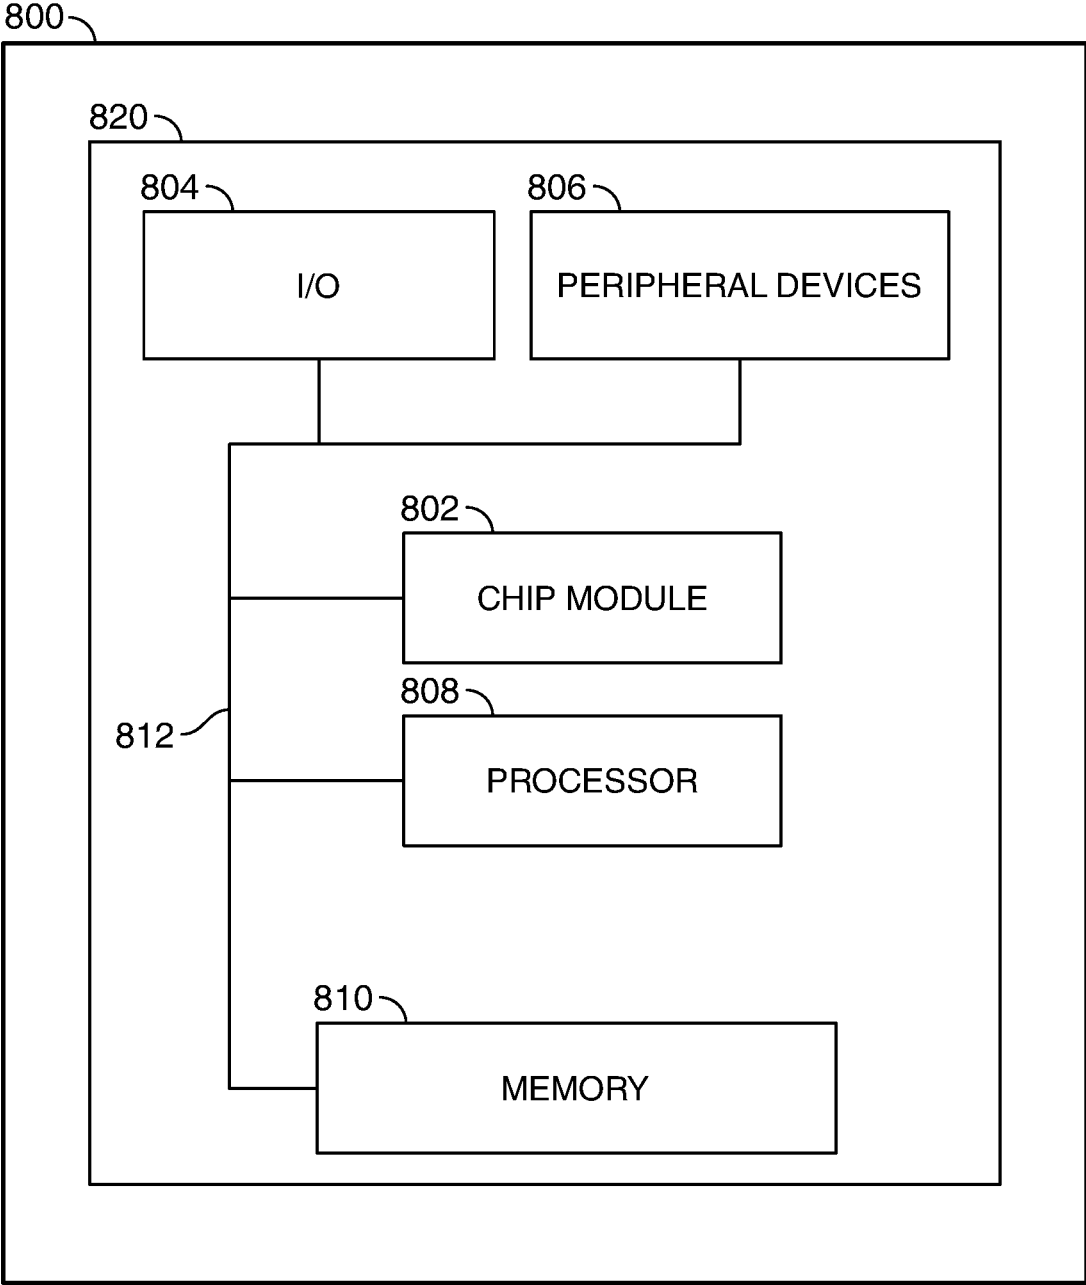 800
820
804
806
I/O
PERIPHERAL DEVICES
802
CHIP MODULE
808
812
PROCESSOR
810
MEMORY